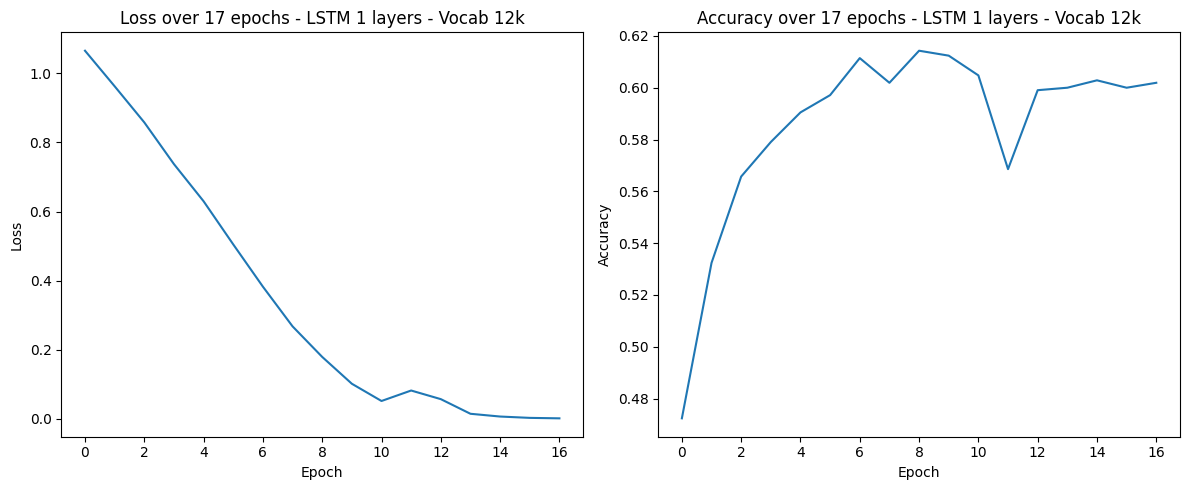 Loss over 17 epochs - LSTM 1 layers - Vocab 12k
Loss
1.0
0.8
0.6
0.4
0.2
0.0
0 2 4 6 8 10 12 14 16
Epoch
Accuracy over 17 epochs - LSTM 1 layers - Vocab 12k
Accuracy
0.62
0.60
0.58
0.56
0.54
0.52
0.50
0.48
0 2 4 6 8 10 12 14 16
Epoch